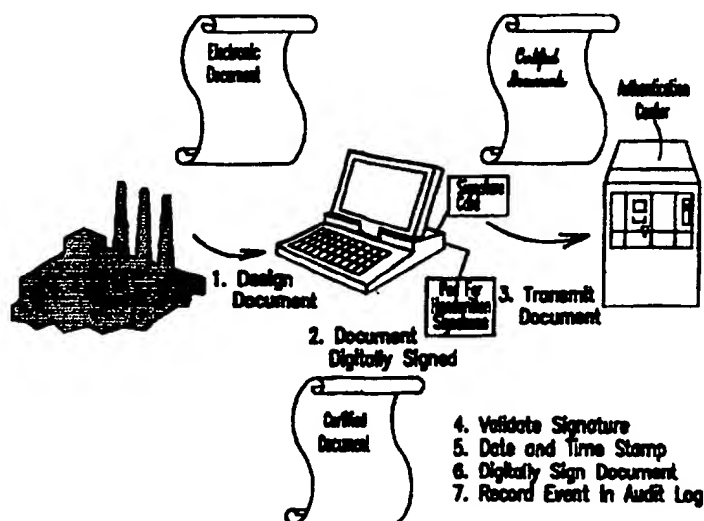 Electronic
Document
Certified
Documents
Authentication
Center
Signature
Card
1. Design
Document
Pad For
Handwritten
Signatures
3. Transmit
Document
2. Document
Digitally Signed
Certified
Document
4. Validate Signature
5. Date and Time Stamp
6. Digitally Sign Document
7. Record Event In Audit Log